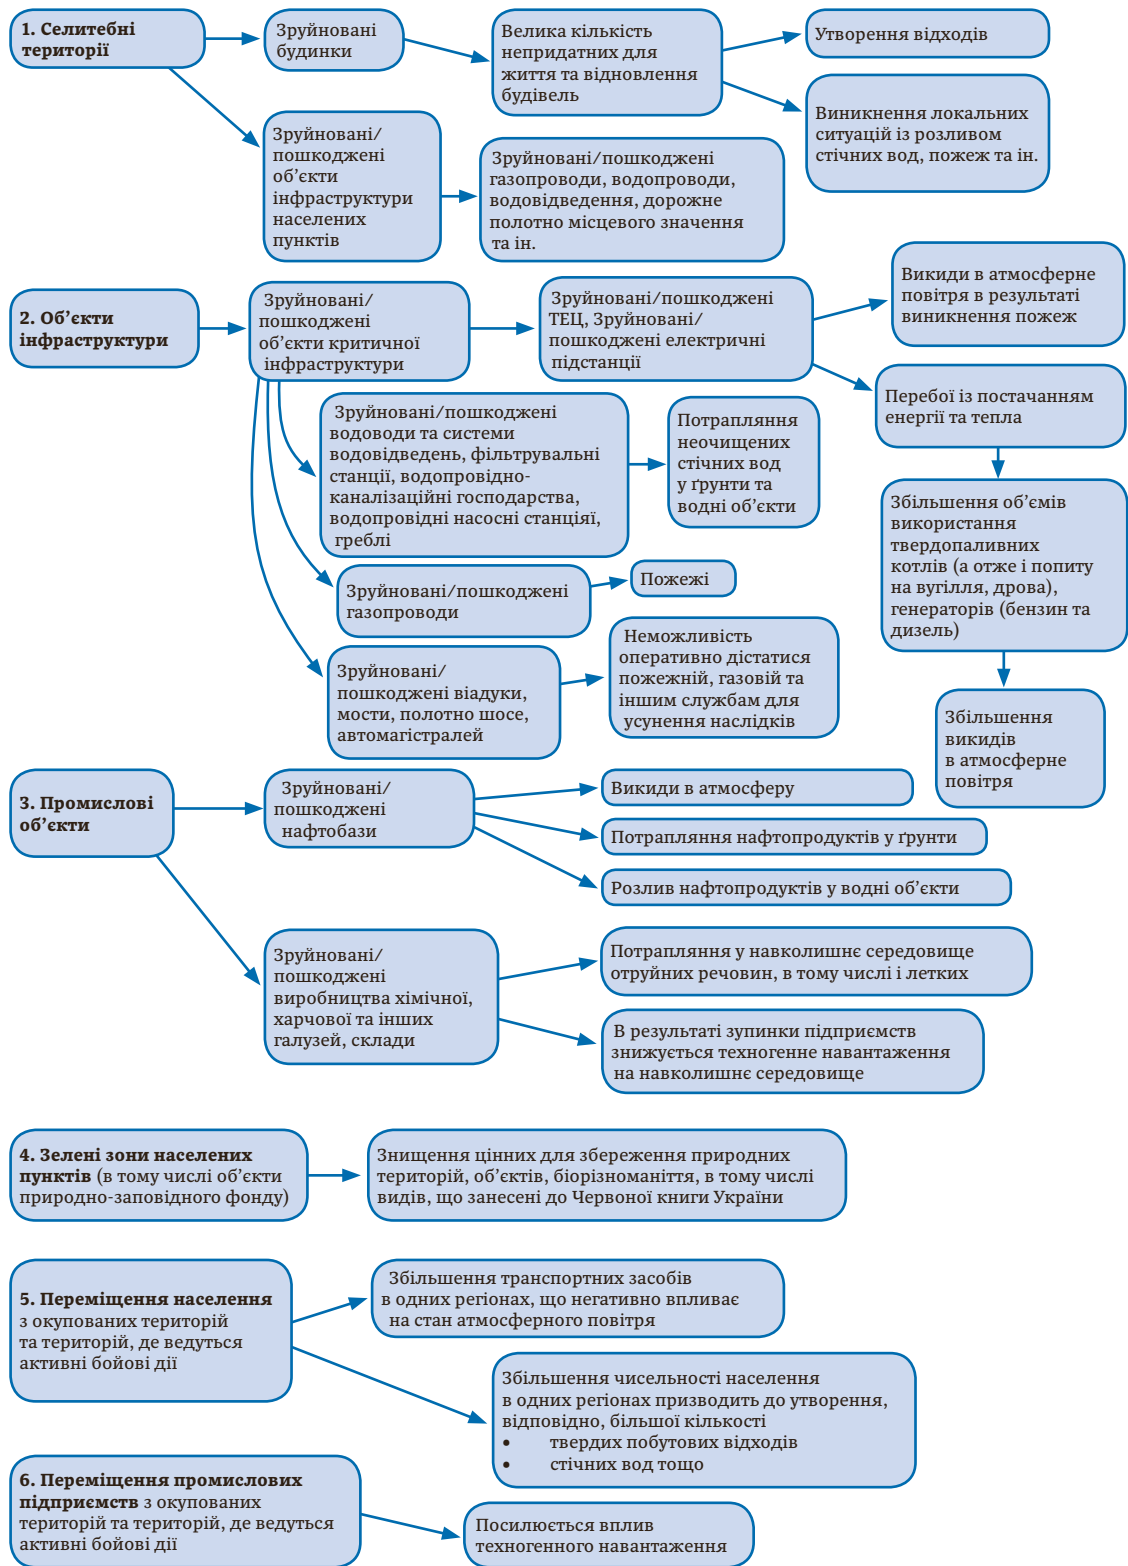 1. Селитебні
території
Зруйновані
будинки
Велика кількість
непридатних для
життя та відновлення
будівель
Утворення відходів
Виникнення локальних
ситуацій із розливом
стічних вод, пожеж та ін.
Зруйновані/
пошкоджені
об’єкти
інфраструктури
населених
пунктів
Зруйновані/пошкоджені
газопроводи, водопроводи,
водовідведення, дорожне
полотно місцевого значення
та ін.
2. Об’єкти
інфраструктури
Зруйновані/
пошкоджені
об’єкти критичної
інфраструктури
Зруйновані/пошкоджені
ТЕЦ, Зруйновані/
пошкоджені електричні
підстанції
Викиди в атмосферне
повітря в результаті
виникнення пожеж
Перебої із постачанням
енергії та тепла
Збільшення об’ємів
використання
твердопаливних
котлів (а отже і попиту
на вугілля, дрова),
генераторів (бензин та
дизель)
Збільшення
викидів
в атмосферне
повітря
Зруйновані/пошкоджені
водоводи та системи
водовідведень, фільтрувальні
станції, водопровідно-
каналізаційні господарства,
водопровідні насосні станціяї,
греблі
Потрапляння
неочищених
стічних вод
у ґрунти та
водні об’єкти
Зруйновані/пошкоджені
газопроводи
Пожежі
Зруйновані/
пошкоджені віадуки,
мости, полотно шосе,
автомагістралей
Неможливість
оперативно дістатися
пожежній, газовій та
іншим службам для
усунення наслідків
3. Промислові
об’єкти
Зруйновані/
пошкоджені
нафтобази
Викиди в атмосферу
Потрапляння нафтопродуктів у ґрунти
Розлив нафтопродуктів у водні об’єкти
Зруйновані/
пошкоджені
виробництва хімічної,
харчової та інших
галузей, склади
Потрапляння у навколишнє середовище
отруйних речовин, в тому числі і летких
В результаті зупинки підприємств
знижується техногенне навантаження
на навколишнє середовище
4. Зелені зони населених
пунктів (в тому числі об’єкти
природно-заповідного фонду)
Знищення цінних для збереження природних
територій, об’єктів, біорізноманіття, в тому числі
видів, що занесені до Червоної книги України
5. Переміщення населення
з окупованих територій
та територій, де ведуться
активні бойові дії
Збільшення транспортних засобів
в одних регіонах, що негативно впливає
на стан атмосферного повітря
Збільшення чисельності населення
в одних регіонах призводить до утворення,
відповідно, більшої кількості
• твердих побутових відходів
• стічних вод тощо
6. Переміщення промислових
підприємств з окупованих
територій та територій, де ведуться
активні бойові дії
Посилюється вплив
техногенного навантаження